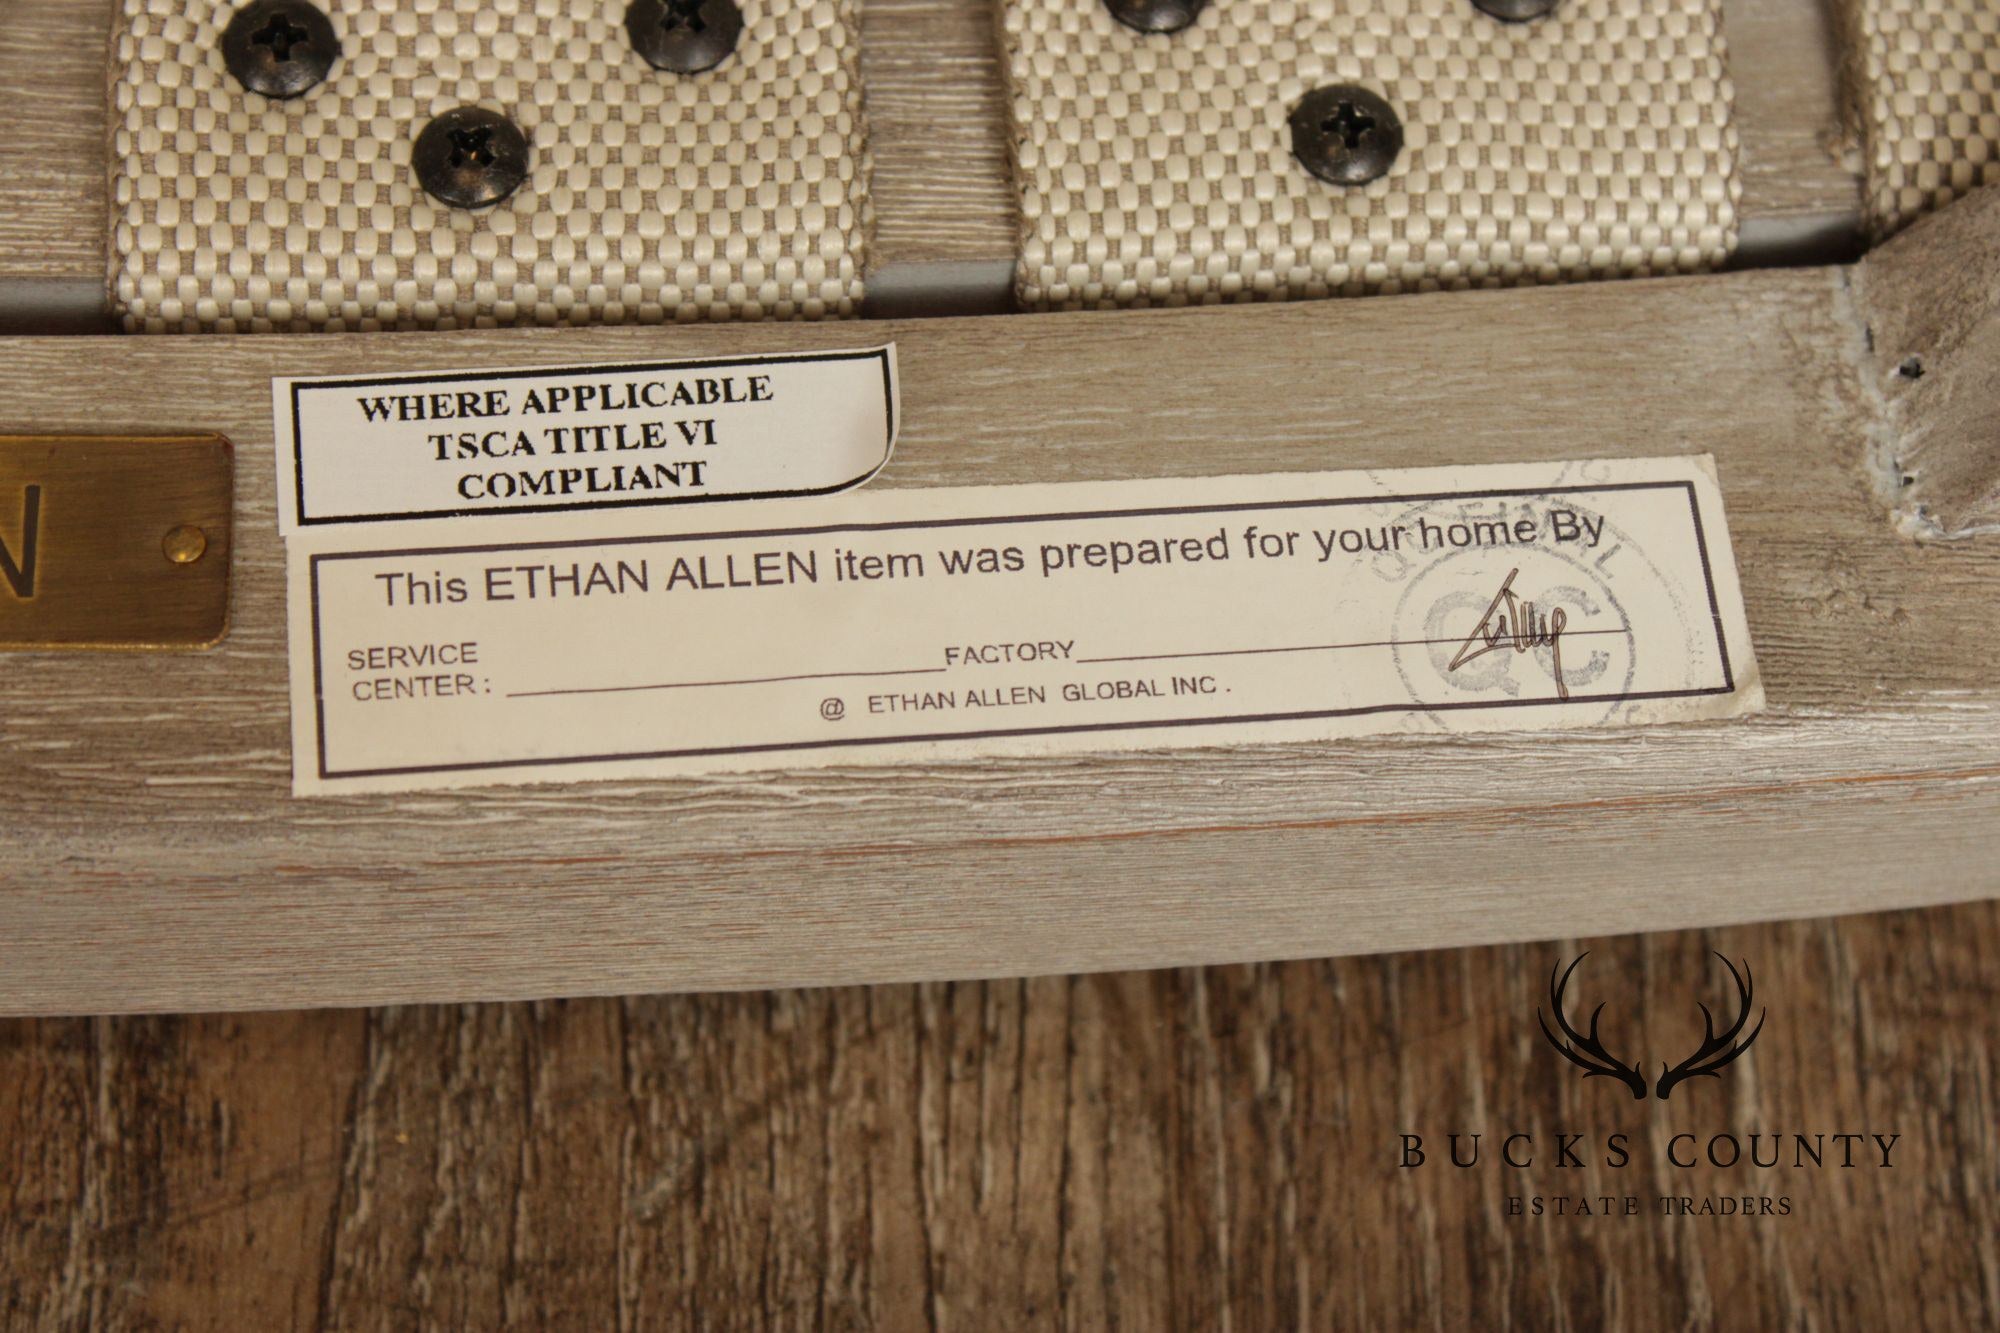 WHERE APPLICABLE
TSCA TITLE VI
COMPLIANT
N
This ETHAN ALLEN item was prepared for your home By
SERVICE
CENTER :
FACTORY
@ ETHAN ALLEN GLOBAL INC .
QC
BUCKS COUNTY
ESTATE TRADERS